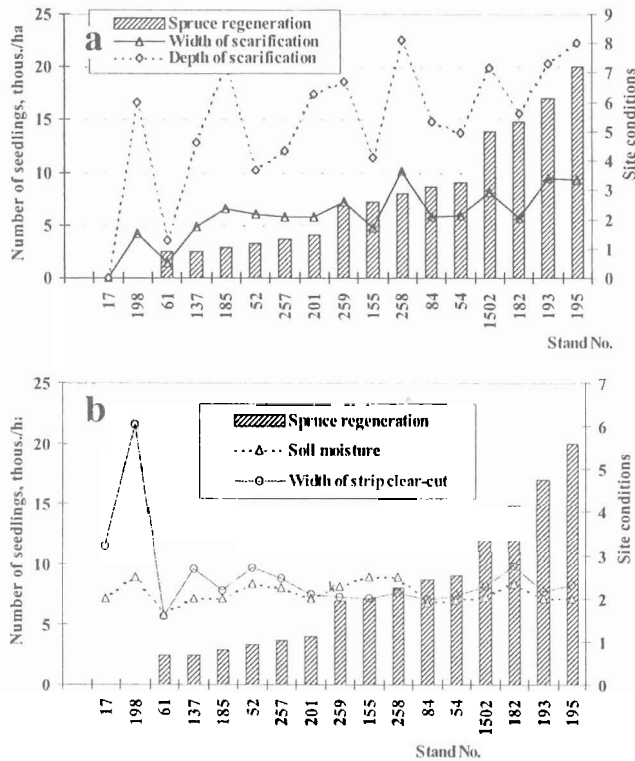 a
Spruce regeneration
Width of scarification
Depth of scarification
Number of seedlings, thous./ha
25
20
15
10
5
0
9
8
7
6
5
4
3
2
1
0
Site conditions
17 198 61 137 185 52 257 201 259 155 258 84 54 1502 182 193 195
Stand No.
b
Spruce regeneration
Soil moisture
Width of strip clear-cut
Number of seedlings, thous./h:
25
20
15
10
5
0
7
6
5
4
3
2
1
0
Site conditions
k
17 198 61 137 185 52 257 201 259 155 258 84 54 1502 182 193 195
Stand No.